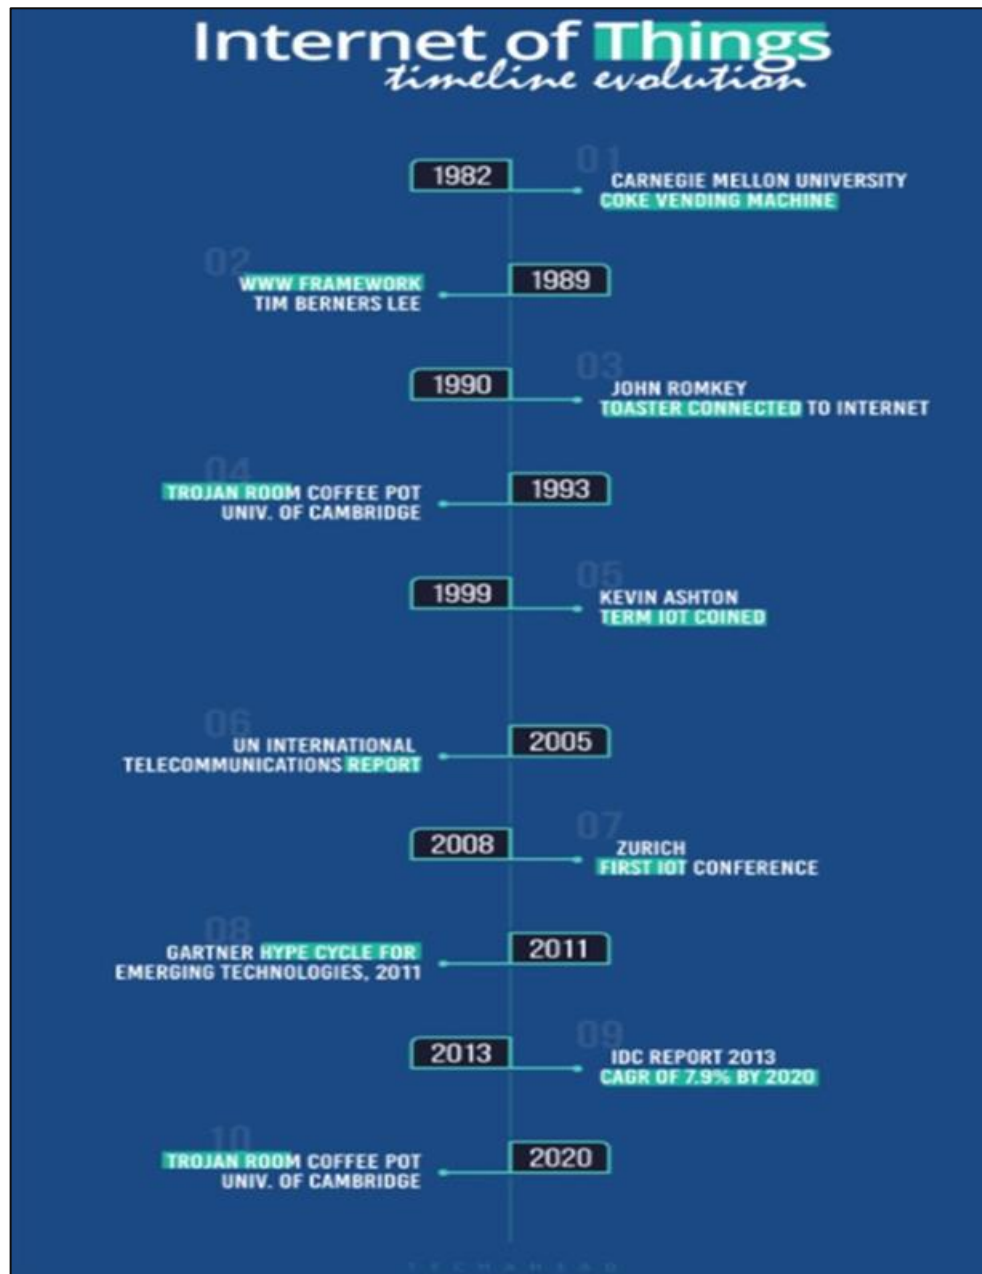 Internet of Things
timeline evolution
01
1982
CARNEGIE MELLON UNIVERSITY
COKE VENDING MACHINE
02
WWW FRAMEWORK
TIM BERNERS LEE
1989
03
1990
JOHN ROMKEY
TOASTER CONNECTED TO INTERNET
04
TROJAN ROOM COFFEE POT
UNIV. OF CAMBRIDGE
1993
05
1999
KEVIN ASHTON
TERM IOT COINED
06
UN INTERNATIONAL
TELECOMMUNICATIONS REPORT
2005
07
2008
ZURICH
FIRST IOT CONFERENCE
08
GARTNER HYPE CYCLE FOR
EMERGING TECHNOLOGIES, 2011
2011
09
2013
IDC REPORT 2013
CAGR OF 7.9% BY 2020
10
TROJAN ROOM COFFEE POT
UNIV. OF CAMBRIDGE
2020
TECHAHEAD